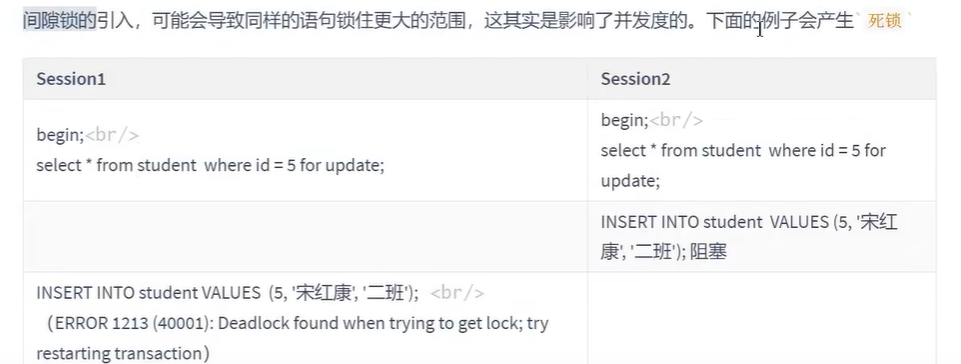 间隙锁的引入，可能会导致同样的语句锁住更大的范围，这其实是影响了并发度的。下面的例子会产生` 死锁 `
Session1
Session2
begin;<br/>
select * from student  where id = 5 for update;
begin;<br/>
select * from student  where id = 5 for
update;
INSERT INTO student  VALUES (5, '宋红
康', '二班'); 阻塞
INSERT INTO student VALUES  (5, '宋红康', '二班');  <br/>
（ERROR 1213 (40001): Deadlock found when trying to get lock; try
restarting transaction）